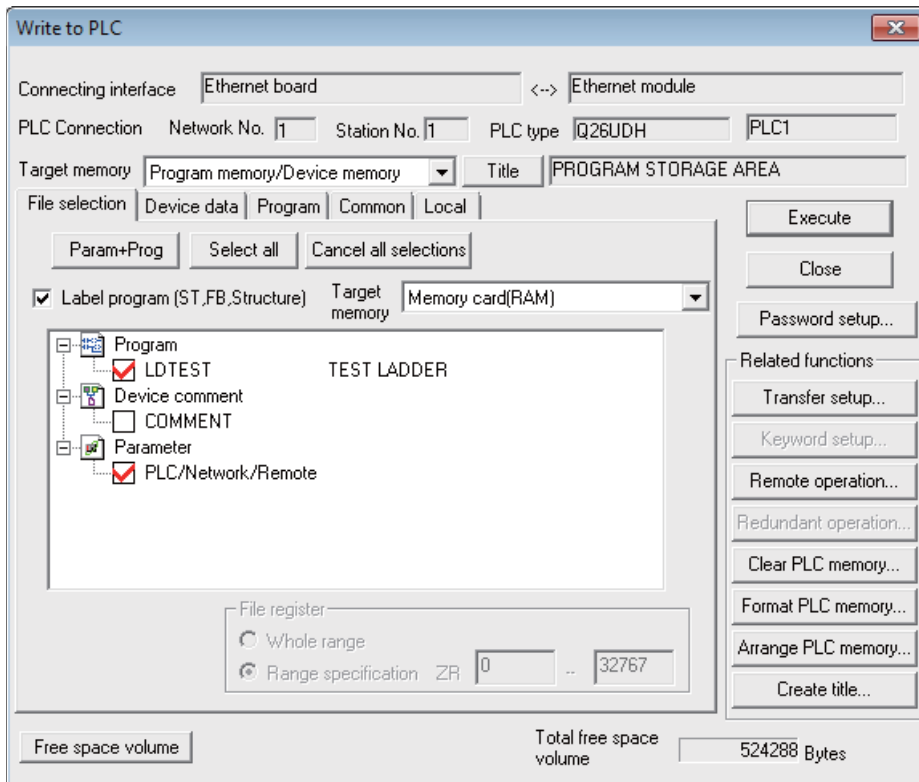 Write to PLC
Connecting interface Ethernet board <--> Ethernet module
PLC Connection Network No. 1 Station No. 1 PLC type Q26UDH PLC1
Target memory Program memory/Device memory Title PROGRAM STORAGE AREA
File selection Device data Program Common Local
Execute
Param+Prog Select all Cancel all selections
Close
Label program (ST,FB,Structure) Target memory Memory card(RAM)
Password setup...
Program
LDTEST TEST LADDER
Device comment
COMMENT
Parameter
PLC/Network/Remote
Related functions
Transfer setup...
Keyword setup...
Remote operation...
Redundant operation...
Clear PLC memory...
Format PLC memory...
Arrange PLC memory...
Create title...
File register
Whole range
Range specification ZR 0 -- 32767
Free space volume
Total free space volume 524288 Bytes